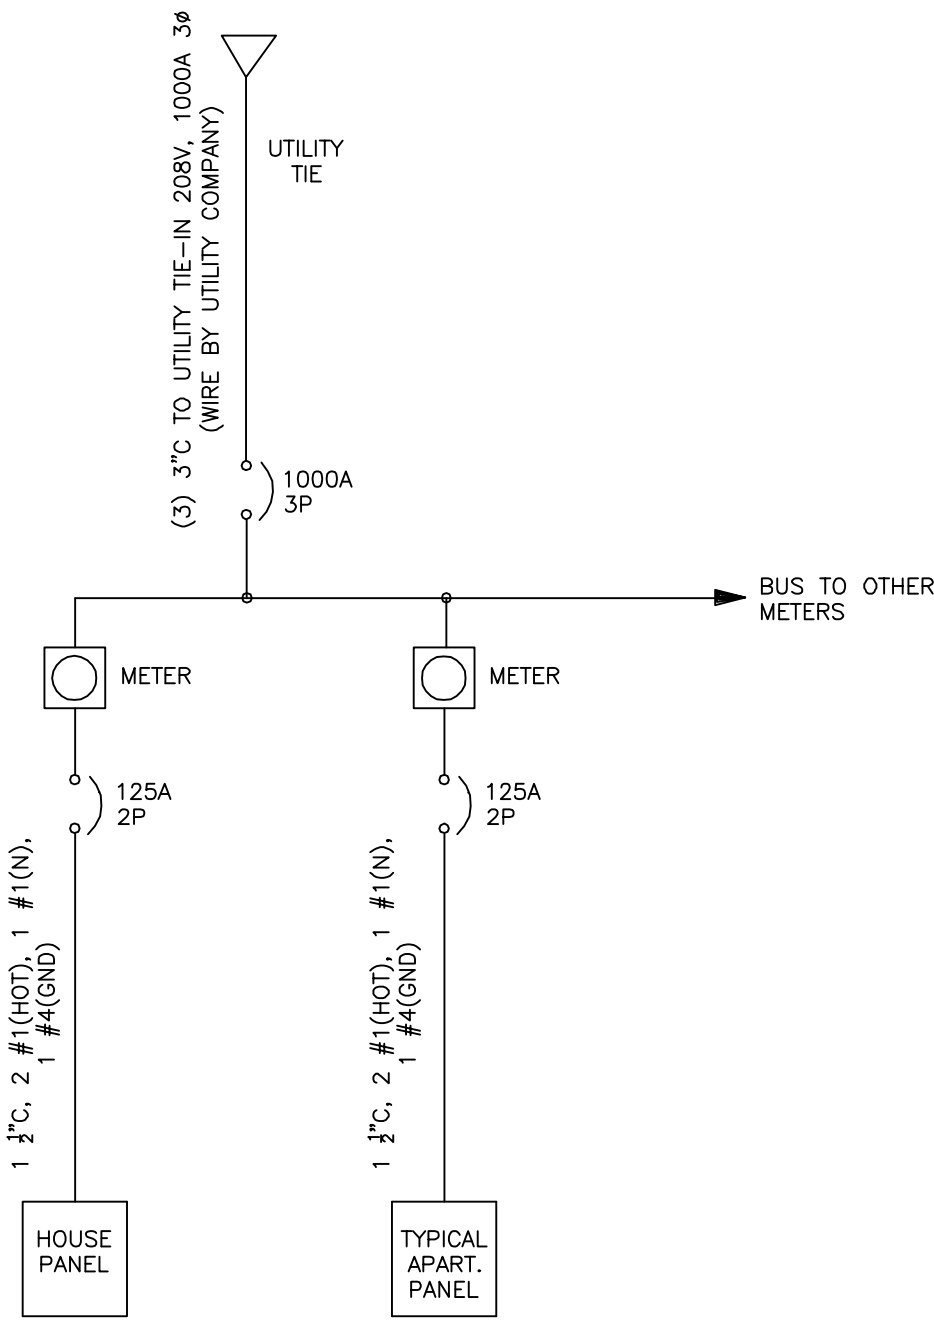 (3) 3"C TO UTILITY TIE-IN 208V, 1000A 3ø
(WIRE BY UTILITY COMPANY)
UTILITY
TIE
1000A
3P
BUS TO OTHER
METERS
METER
METER
125A
2P
125A
2P
1 1/2"C, 2 #1(HOT), 1 #1(N),
1 #4(GND)
1 1/2"C, 2 #1(HOT), 1 #1(N),
1 #4(GND)
HOUSE
PANEL
TYPICAL
APART.
PANEL